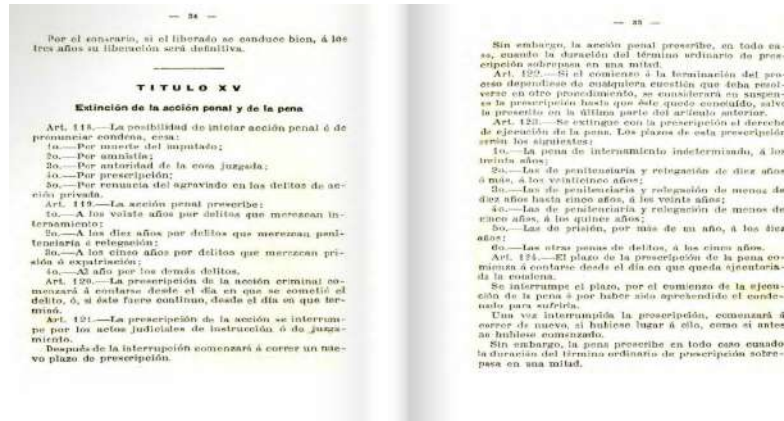 — 34 —
Por el contrario, si el liberado se conduce bien, á los
tres años su liberación será definitiva.
TITULO XV
Extinción de la acción penal y de la pena
Art. 118.—La posibilidad de iniciar acción penal ó de
pronunciar condena, cesa:
1o.—Por muerte del imputado;
2o.—Por amnistía;
3o.—Por autoridad de la cosa juzgada;
4o.—Por prescripción;
5o.—Por renuncia del agraviado en los delitos de ac-
ción privada.
Art. 119.—La acción penal prescribe:
1o.—A los veinte años por delitos que merezcan in-
ternamiento;
2o.—A los diez años por delitos que merezcan peni-
tenciaría ó relegación;
3o.—A los cinco años por delitos que merezcan pri-
sión ó expatriación;
4o.—Al año por los demás delitos.
Art. 120.—La prescripción de la acción criminal co-
menzará á contarse desde el día en que se cometió el
delito, ó, si éste fuere continuo, desde el día en que ter-
minó.
Art. 121.—La prescripción de la acción se interrum-
pe por los actos judiciales de instrucción ó de juzga-
miento.
Después de la interrupción comenzará á correr un nue-
vo plazo de prescripción.
— 35 —
Sin embargo, la acción penal prescribe, en todo ca-
so, cuando la duración del término ordinario de pres-
cripción sobrepasa en una mitad.
Art. 122.—Si el comienzo ó la terminación del pro-
ceso dependiese de cualquiera cuestión que deba resol-
verse en otro procedimiento, se considerará en suspen-
so la prescripción hasta que éste quede concluído, salvo
lo prescrito en la última parte del artículo anterior.
Art. 123.—Se extingue con la prescripción el derecho
de ejecución de la pena. Los plazos de esta prescripción
serán los siguientes:
1o.—La pena de internamiento indeterminado, á los
treinta años;
2o.—Las de penitenciaría y relegación de diez años
ó más, á los veinticinco años;
3o.—Las de penitenciaría y relegación de menos de
diez años hasta cinco años, á los veinte años;
4o.—Las de penitenciaría y relegación de menos de
cinco años, á los quince años;
5o.—Las de prisión, por más de un año, á los diez
años;
6o.—Las otras penas de delitos, á los cinco años.
Art. 124.—El plazo de la prescripción de la pena co-
mienza á contarse desde el día en que queda ejecutoria-
da la condena.
Se interrumpe el plazo, por el comienzo de la ejecu-
ción de la pena ó por haber sido aprehendido el conde-
nado para sufrirla.
Una vez interrumpida la prescripción, comenzará á
correr de nuevo, si hubiese lugar á ello, como si antes
no hubiese comenzado.
Sin embargo, la pena prescribe en todo caso cuando
la duración del término ordinario de prescripción sobre-
pasa en una mitad.